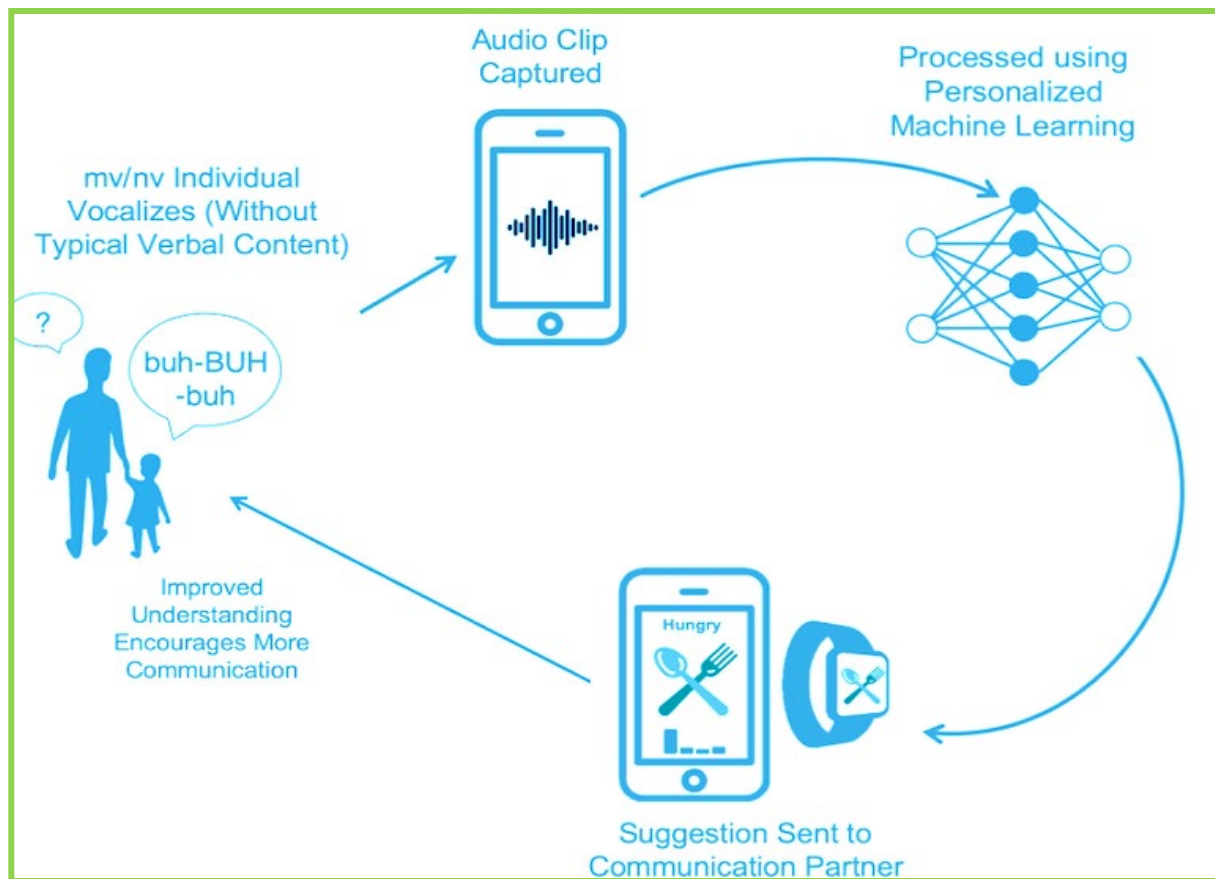 Audio Clip
Captured
Processed using
Personalized
Machine Learning
mv/nv Individual
Vocalizes (Without
Typical Verbal Content)
?
buh-BUH
-buh
Improved
Understanding
Encourages More
Communication
Hungry
Suggestion Sent to
Communication Partner